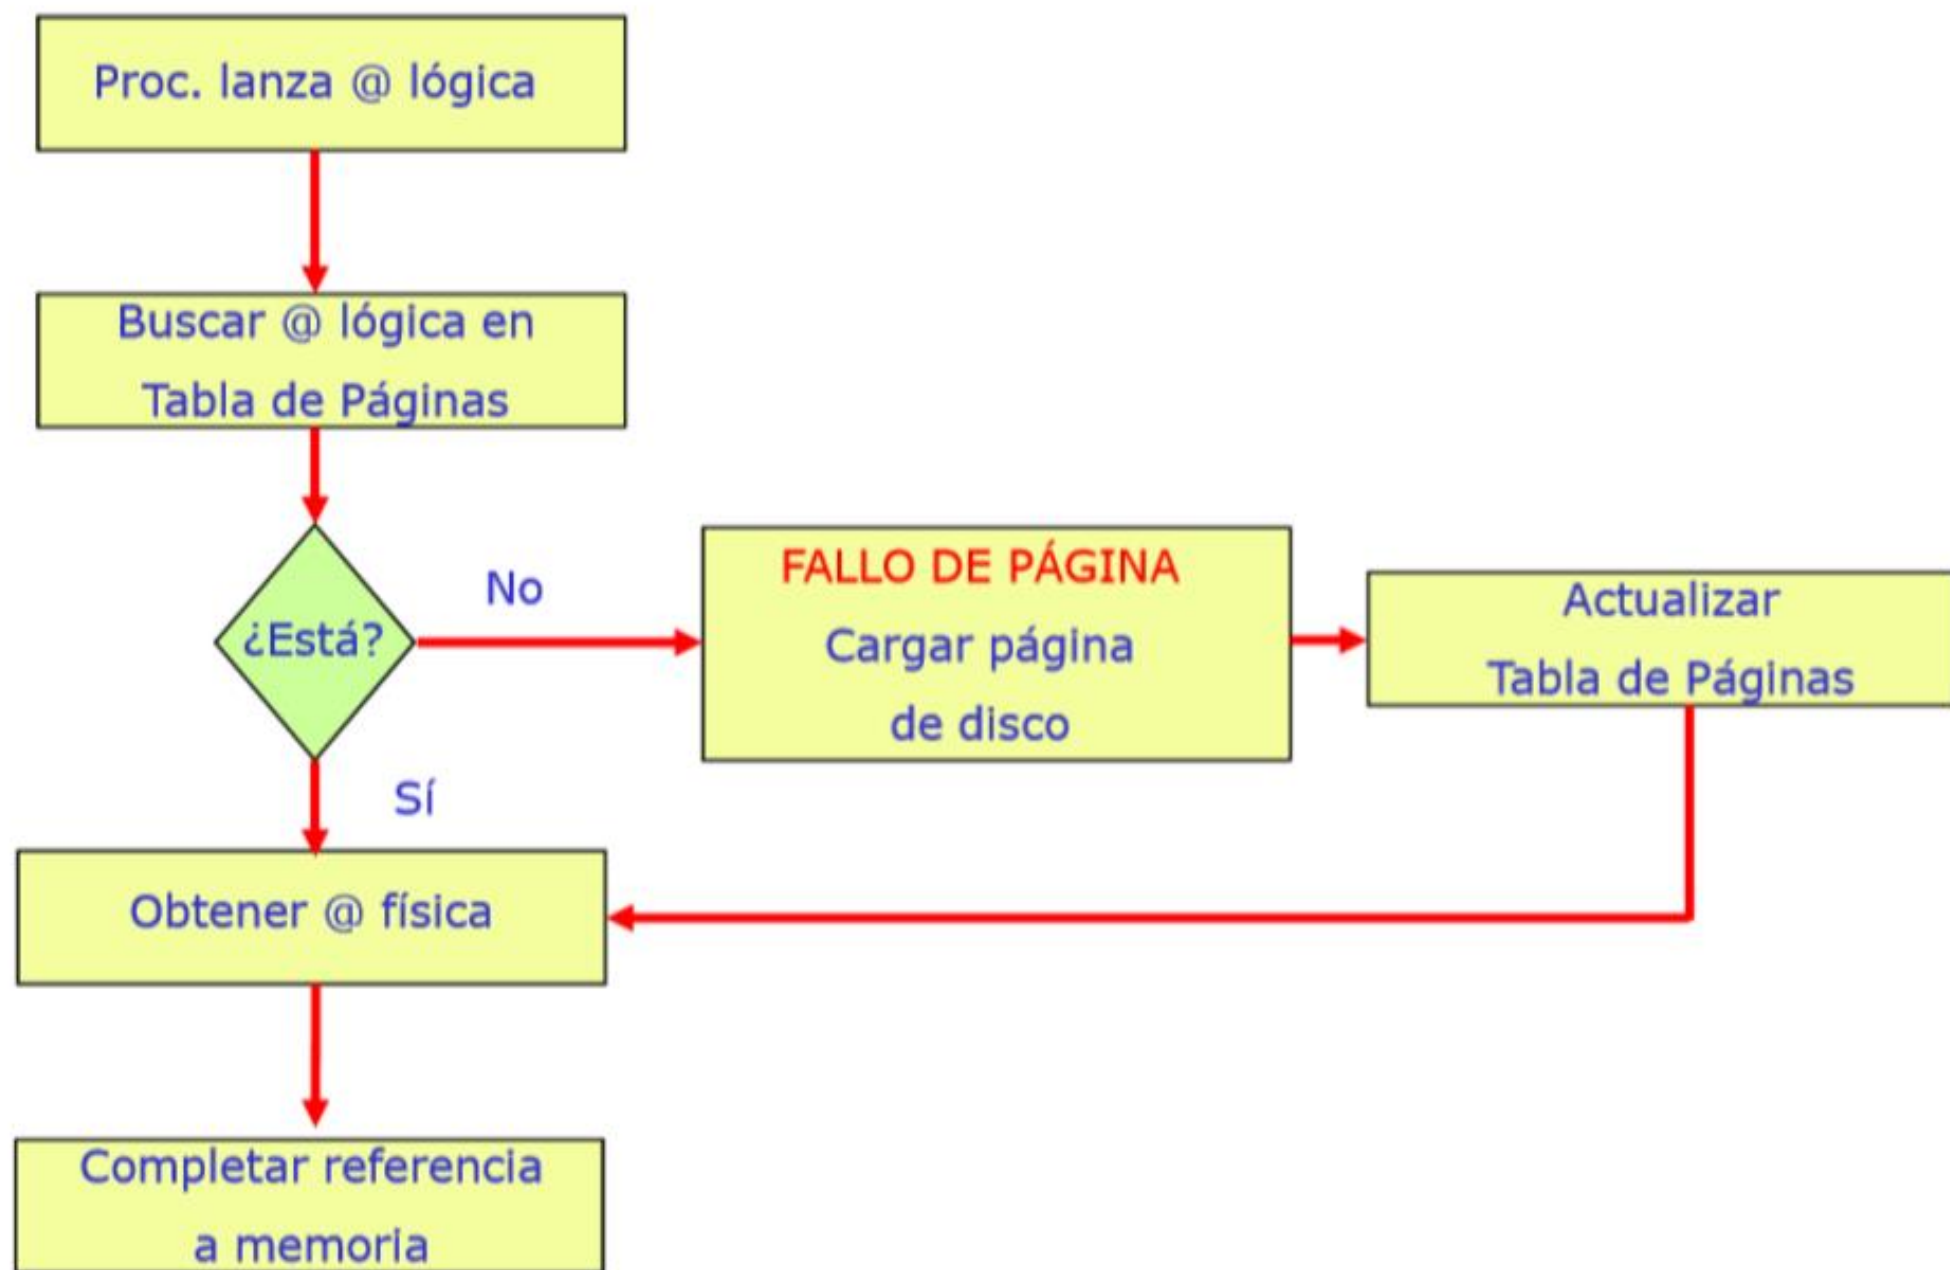 Proc. lanza @ lógica
Buscar @ lógica en
Tabla de Páginas
¿Está?
No
FALLO DE PÁGINA
Cargar página
de disco
Actualizar
Tabla de Páginas
Sí
Obtener @ física
Completar referencia
a memoria